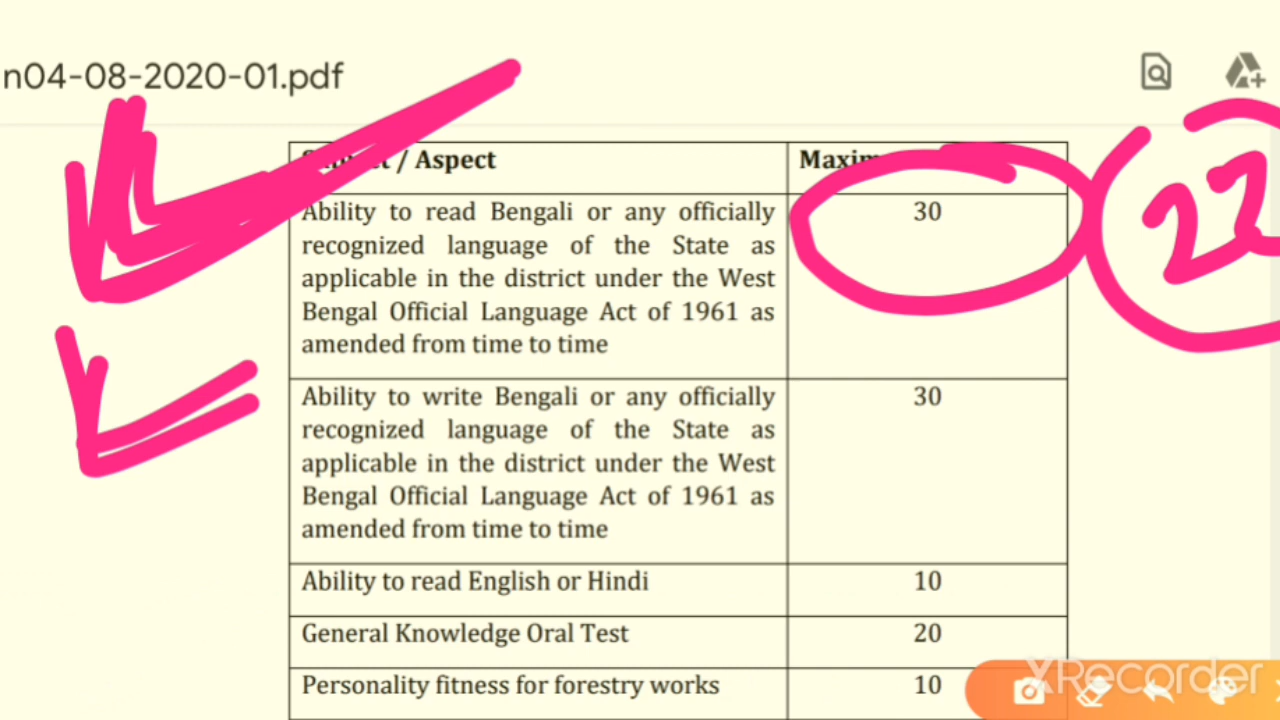 n04-08-2020-01.pdf
/ Aspect
Ability to read Bengali or any officially
recognized language of the State as
applicable in the district under the West
Bengal Official Language Act of 1961 as
amended from time to time
30
22
Ability to write Bengali or any officially
recognized language of the State as
applicable in the district under the West
Bengal Official Language Act of 1961 as
amended from time to time
30
Ability to read English or Hindi
10
General Knowledge Oral Test
20
Personality fitness for forestry works
10
XRecorder